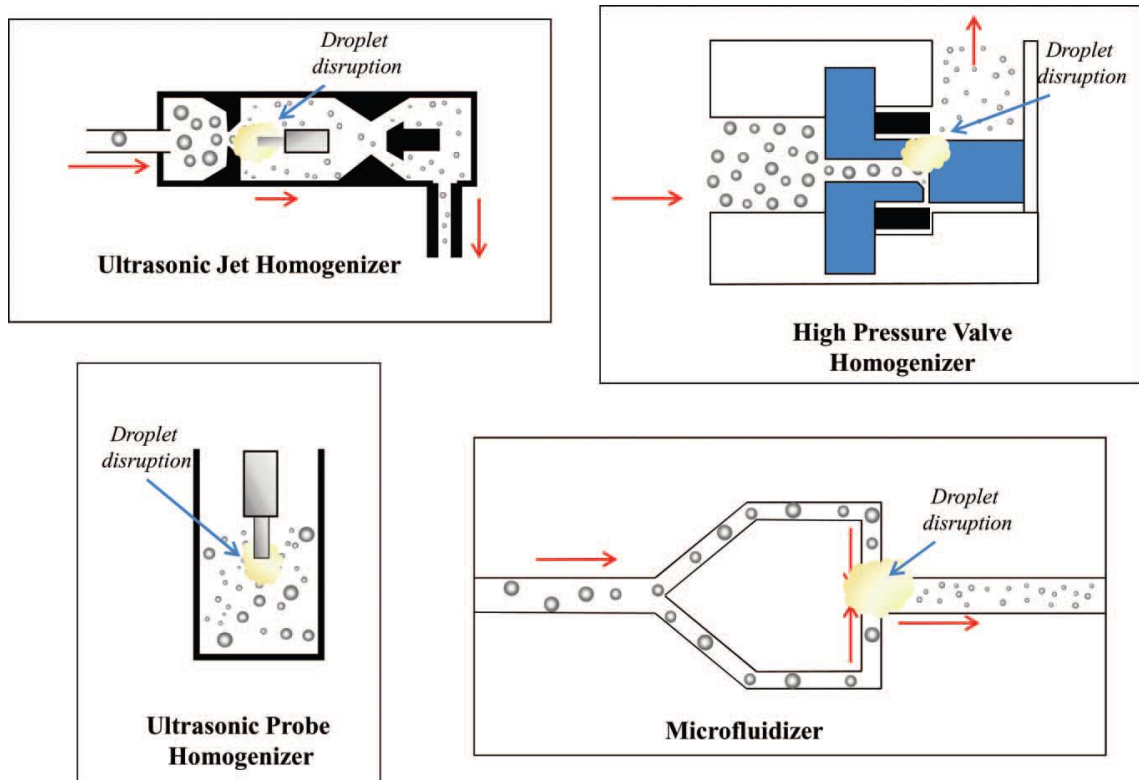 Droplet
disruption
Ultrasonic Jet Homogenizer
Droplet
disruption
High Pressure Valve
Homogenizer
Droplet
disruption
Ultrasonic Probe
Homogenizer
Droplet
disruption
Microfluidizer